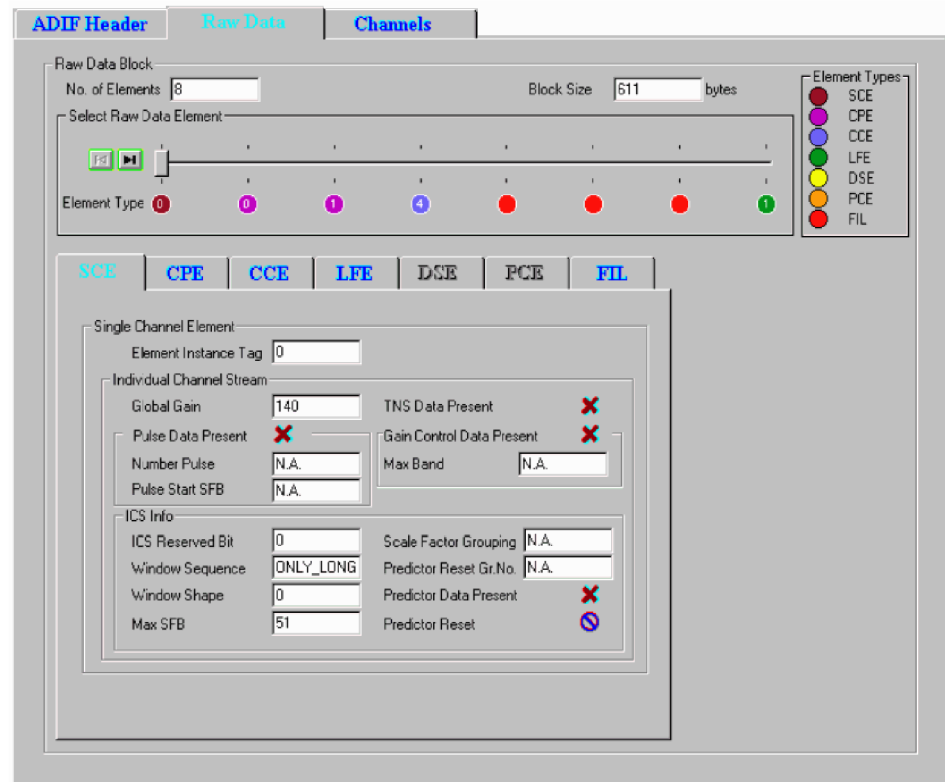 ADIF Header Raw Data Channels
Raw Data Block
No. of Elements 8 Block Size 611 bytes
Element Types
SCE
CPE
CCE
LFE
DSE
PCE
FIL
Select Raw Data Element
Element Type 0 0 1 4 1
SCE CPE CCE LFE DSE PCE FIL
Single Channel Element
Element Instance Tag 0
Individual Channel Stream
Global Gain 140 TNS Data Present
Pulse Data Present Gain Control Data Present
Number Pulse N.A. Max Band N.A.
Pulse Start SFB N.A.
ICS Info
ICS Reserved Bit 0 Scale Factor Grouping N.A.
Window Sequence ONLY_LONG Predictor Reset Gr.No. N.A.
Window Shape 0 Predictor Data Present
Max SFB 51 Predictor Reset